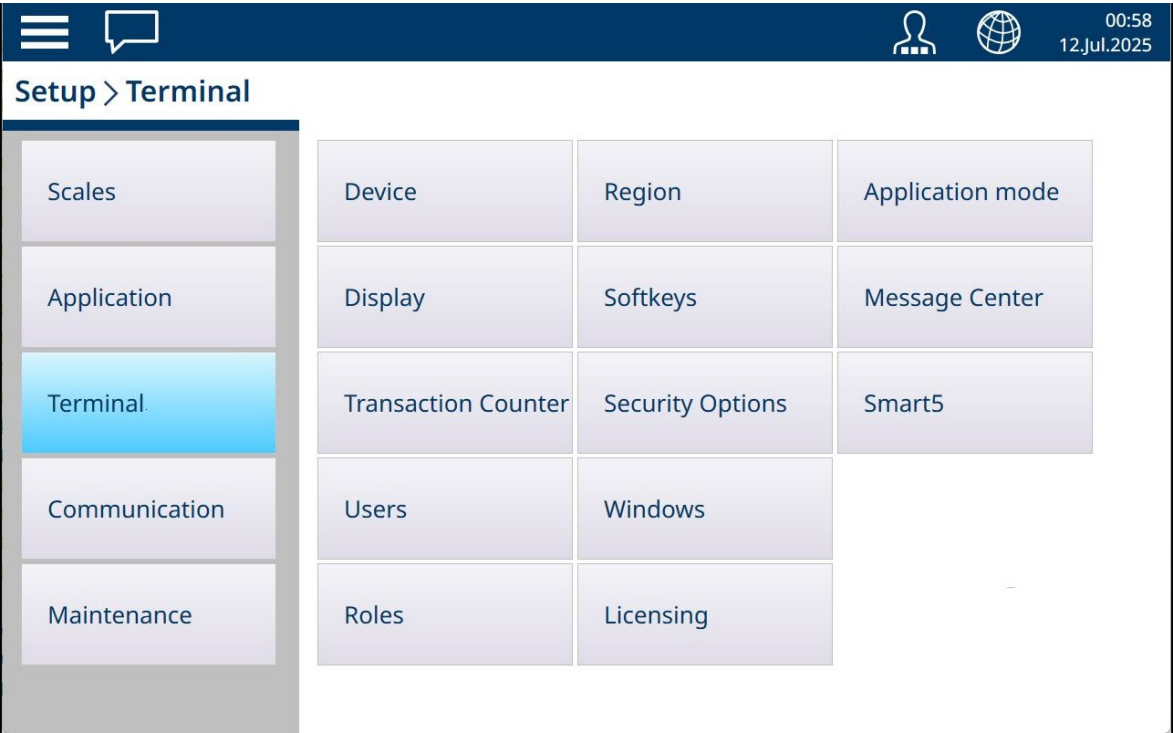 00:58
12.Jul.2025
Setup > Terminal
Scales
Application
Terminal
Communication
Maintenance
Device
Region
Application mode
Display
Softkeys
Message Center
Transaction Counter
Security Options
Smart5
Users
Windows
Roles
Licensing